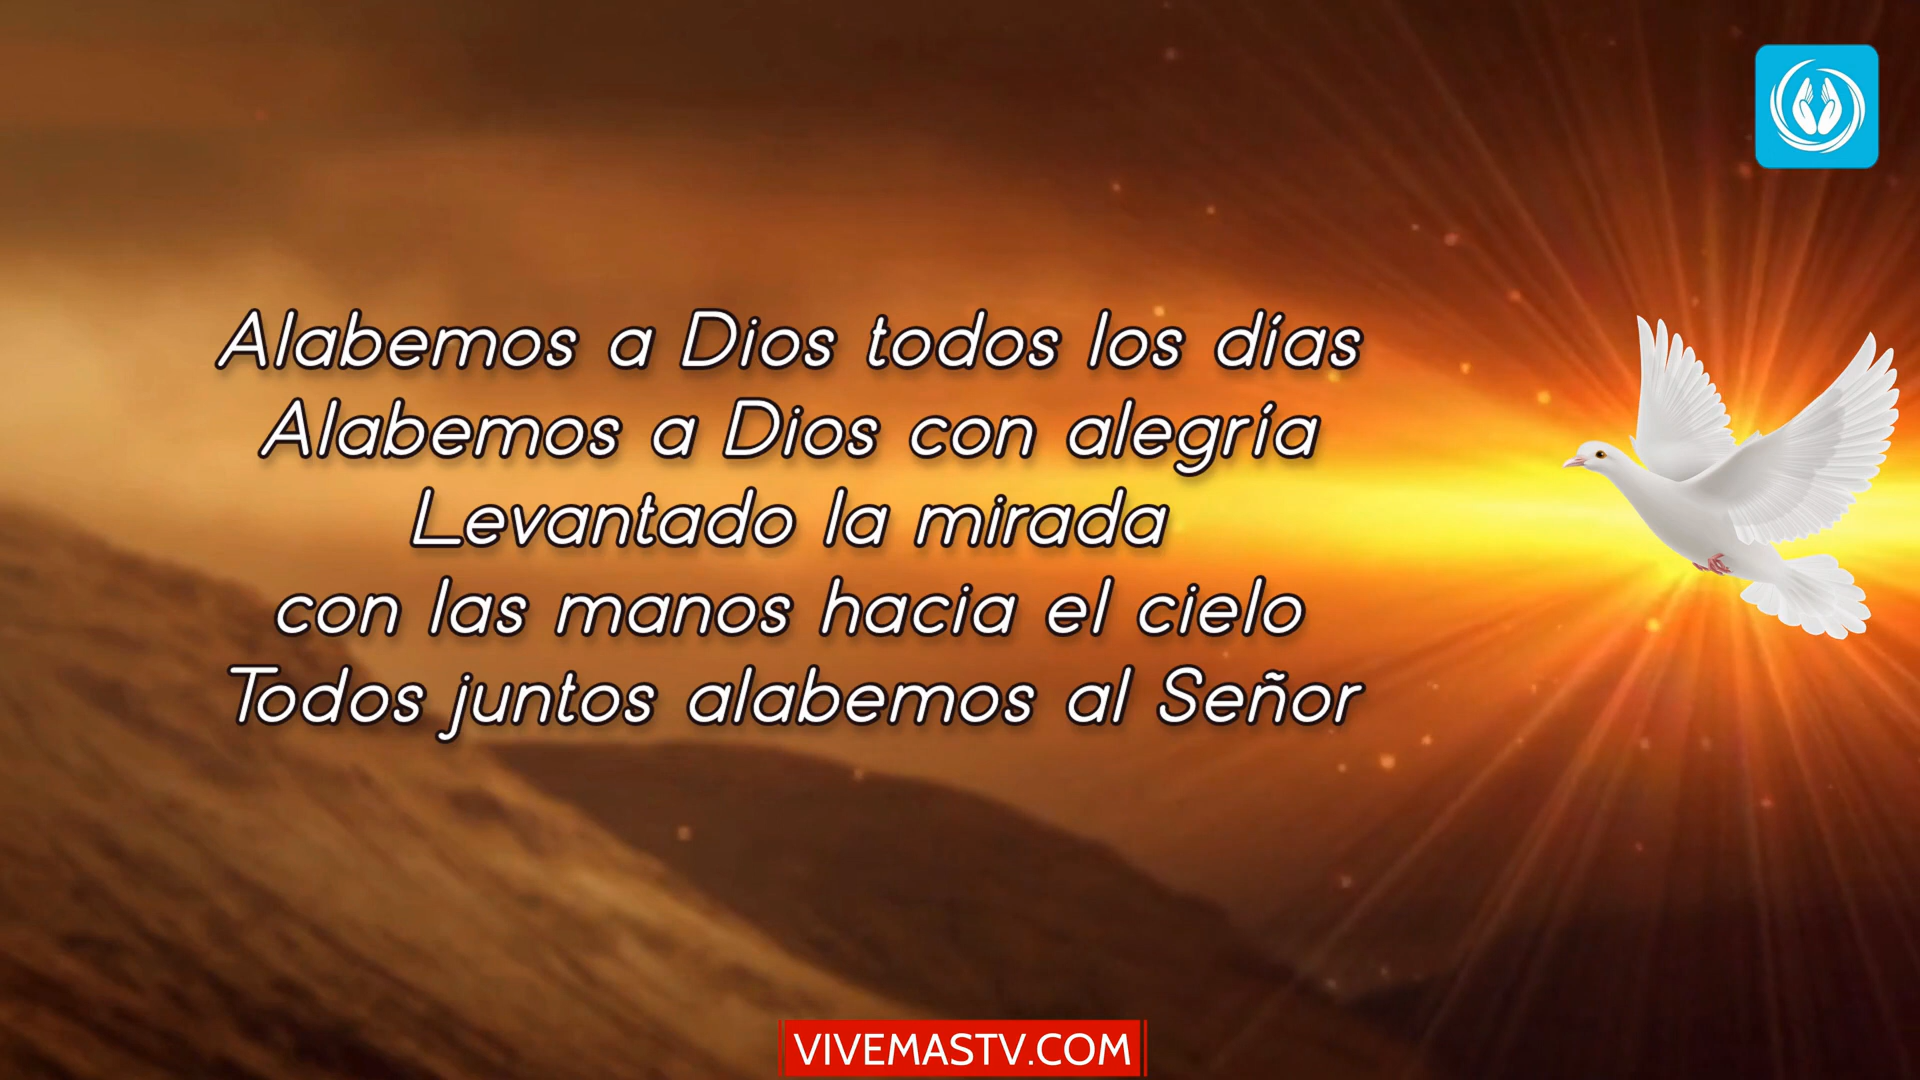 Alabemos a Dios todos los días
Alabemos a Dios con alegría
Levantado la mirada
con las manos hacia el cielo
Todos juntos alabemos al Señor
VIVEMASTV.COM